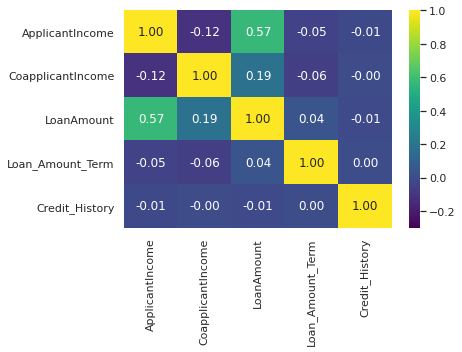 ApplicantIncome 1.00 -0.12 0.57 -0.05 -0.01
CoapplicantIncome -0.12 1.00 0.19 -0.06 -0.00
LoanAmount 0.57 0.19 1.00 0.04 -0.01
Loan_Amount_Term -0.05 -0.06 0.04 1.00 0.00
Credit_History -0.01 -0.00 -0.01 0.00 1.00
ApplicantIncome
CoapplicantIncome
LoanAmount
Loan_Amount_Term
Credit_History
1.0
0.8
0.6
0.4
0.2
0.0
−0.2